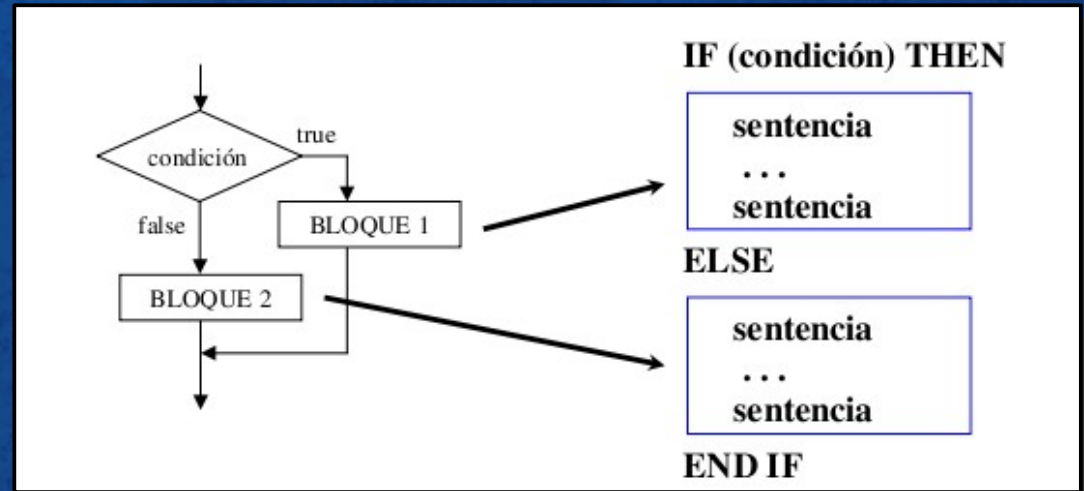 condición
true
false
BLOQUE 1
BLOQUE 2
IF (condición) THEN
sentencia
...
sentencia
ELSE
sentencia
...
sentencia
END IF